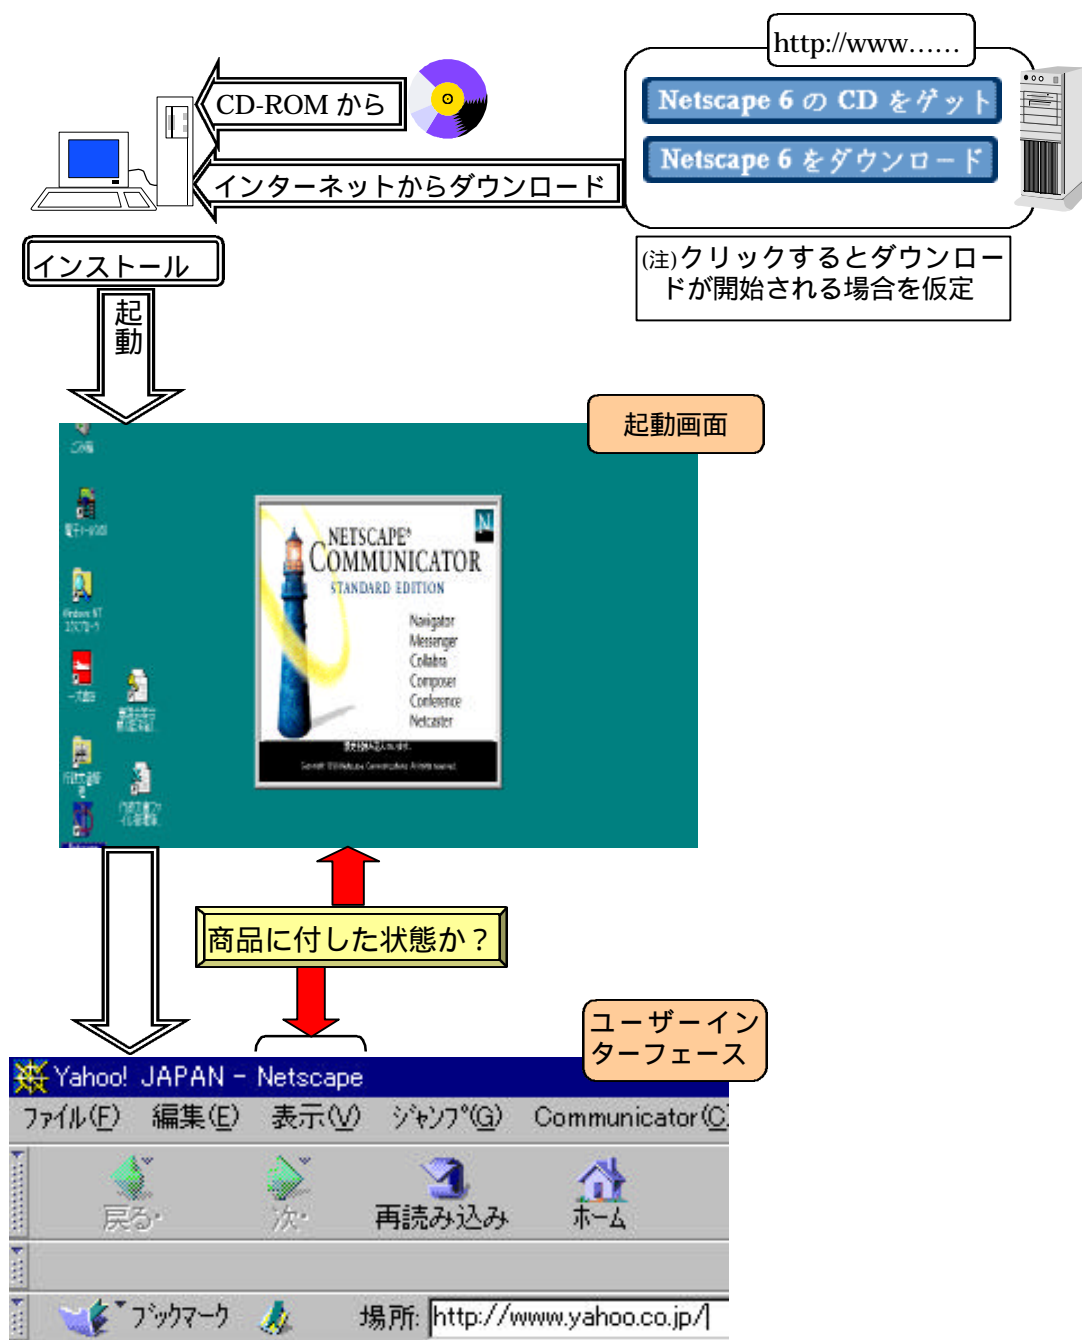 http://www……
CD-ROM から
Netscape 6 の CD をゲット
Netscape 6 をダウンロード
インターネットからダウンロード
インストール
(注)クリックするとダウンロー
ドが開始される場合を仮定
起動
起動画面
NETSCAPE®
COMMUNICATOR
STANDARD EDITION
Navigator
Messenger
Collabra
Composer
Conference
Netcaster
商品に付した状態か？
ユーザーイン
ターフェース
Yahoo! JAPAN - Netscape
ファイル(F) 編集(E) 表示(V) ジャンプ(G) Communicator(C)
戻る 次 再読み込み ホーム
ブックマーク 場所: http://www.yahoo.co.jp/